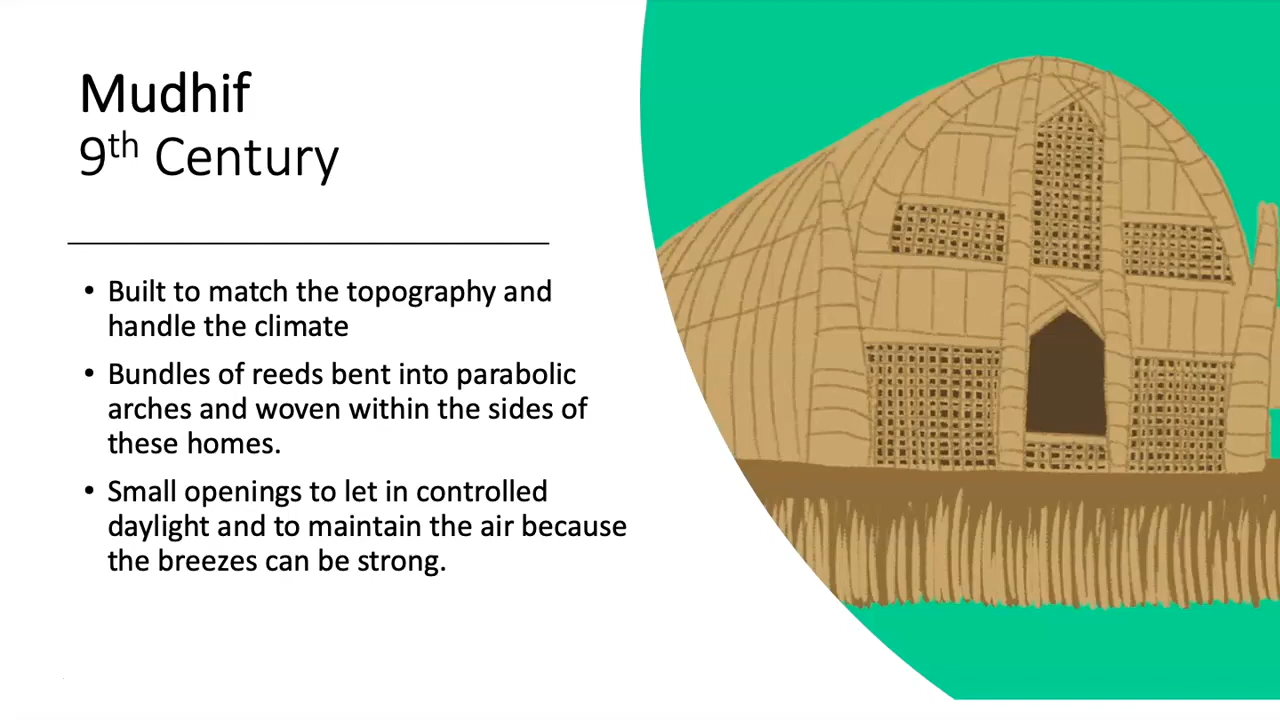 Mudhif
9th Century
• Built to match the topography and
handle the climate
• Bundles of reeds bent into parabolic
arches and woven within the sides of
these homes.
• Small openings to let in controlled
daylight and to maintain the air because
the breezes can be strong.